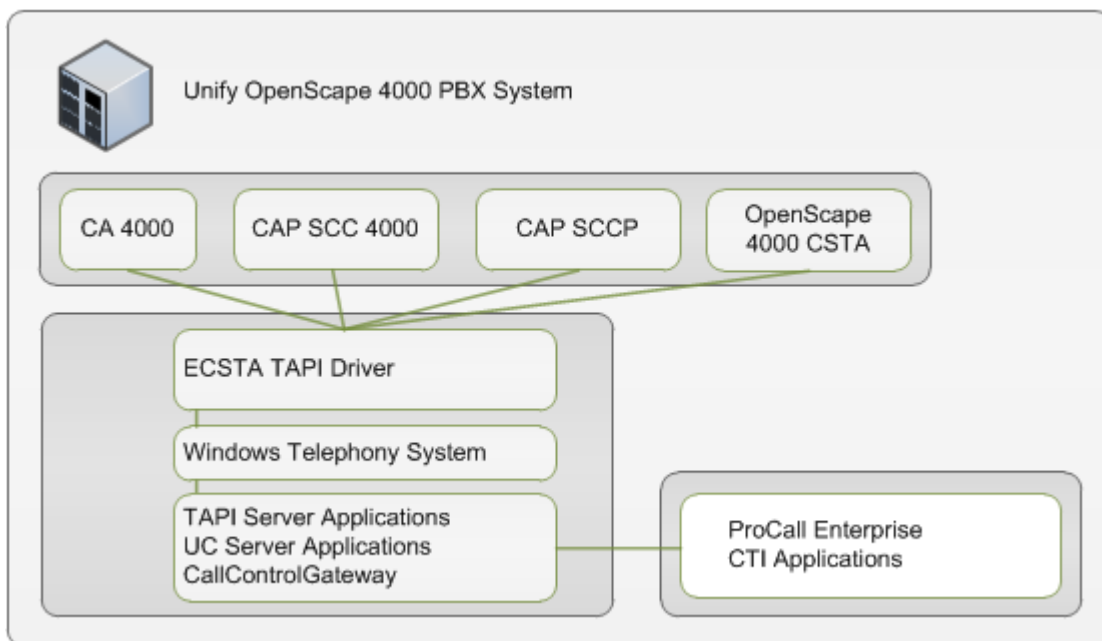 Unify OpenScape 4000 PBX System
CA 4000
CAP SCC 4000
CAP SCCP
OpenScape
4000 CSTA
ECSTA TAPI Driver
Windows Telephony System
TAPI Server Applications
UC Server Applications
CallControlGateway
ProCall Enterprise
CTI Applications